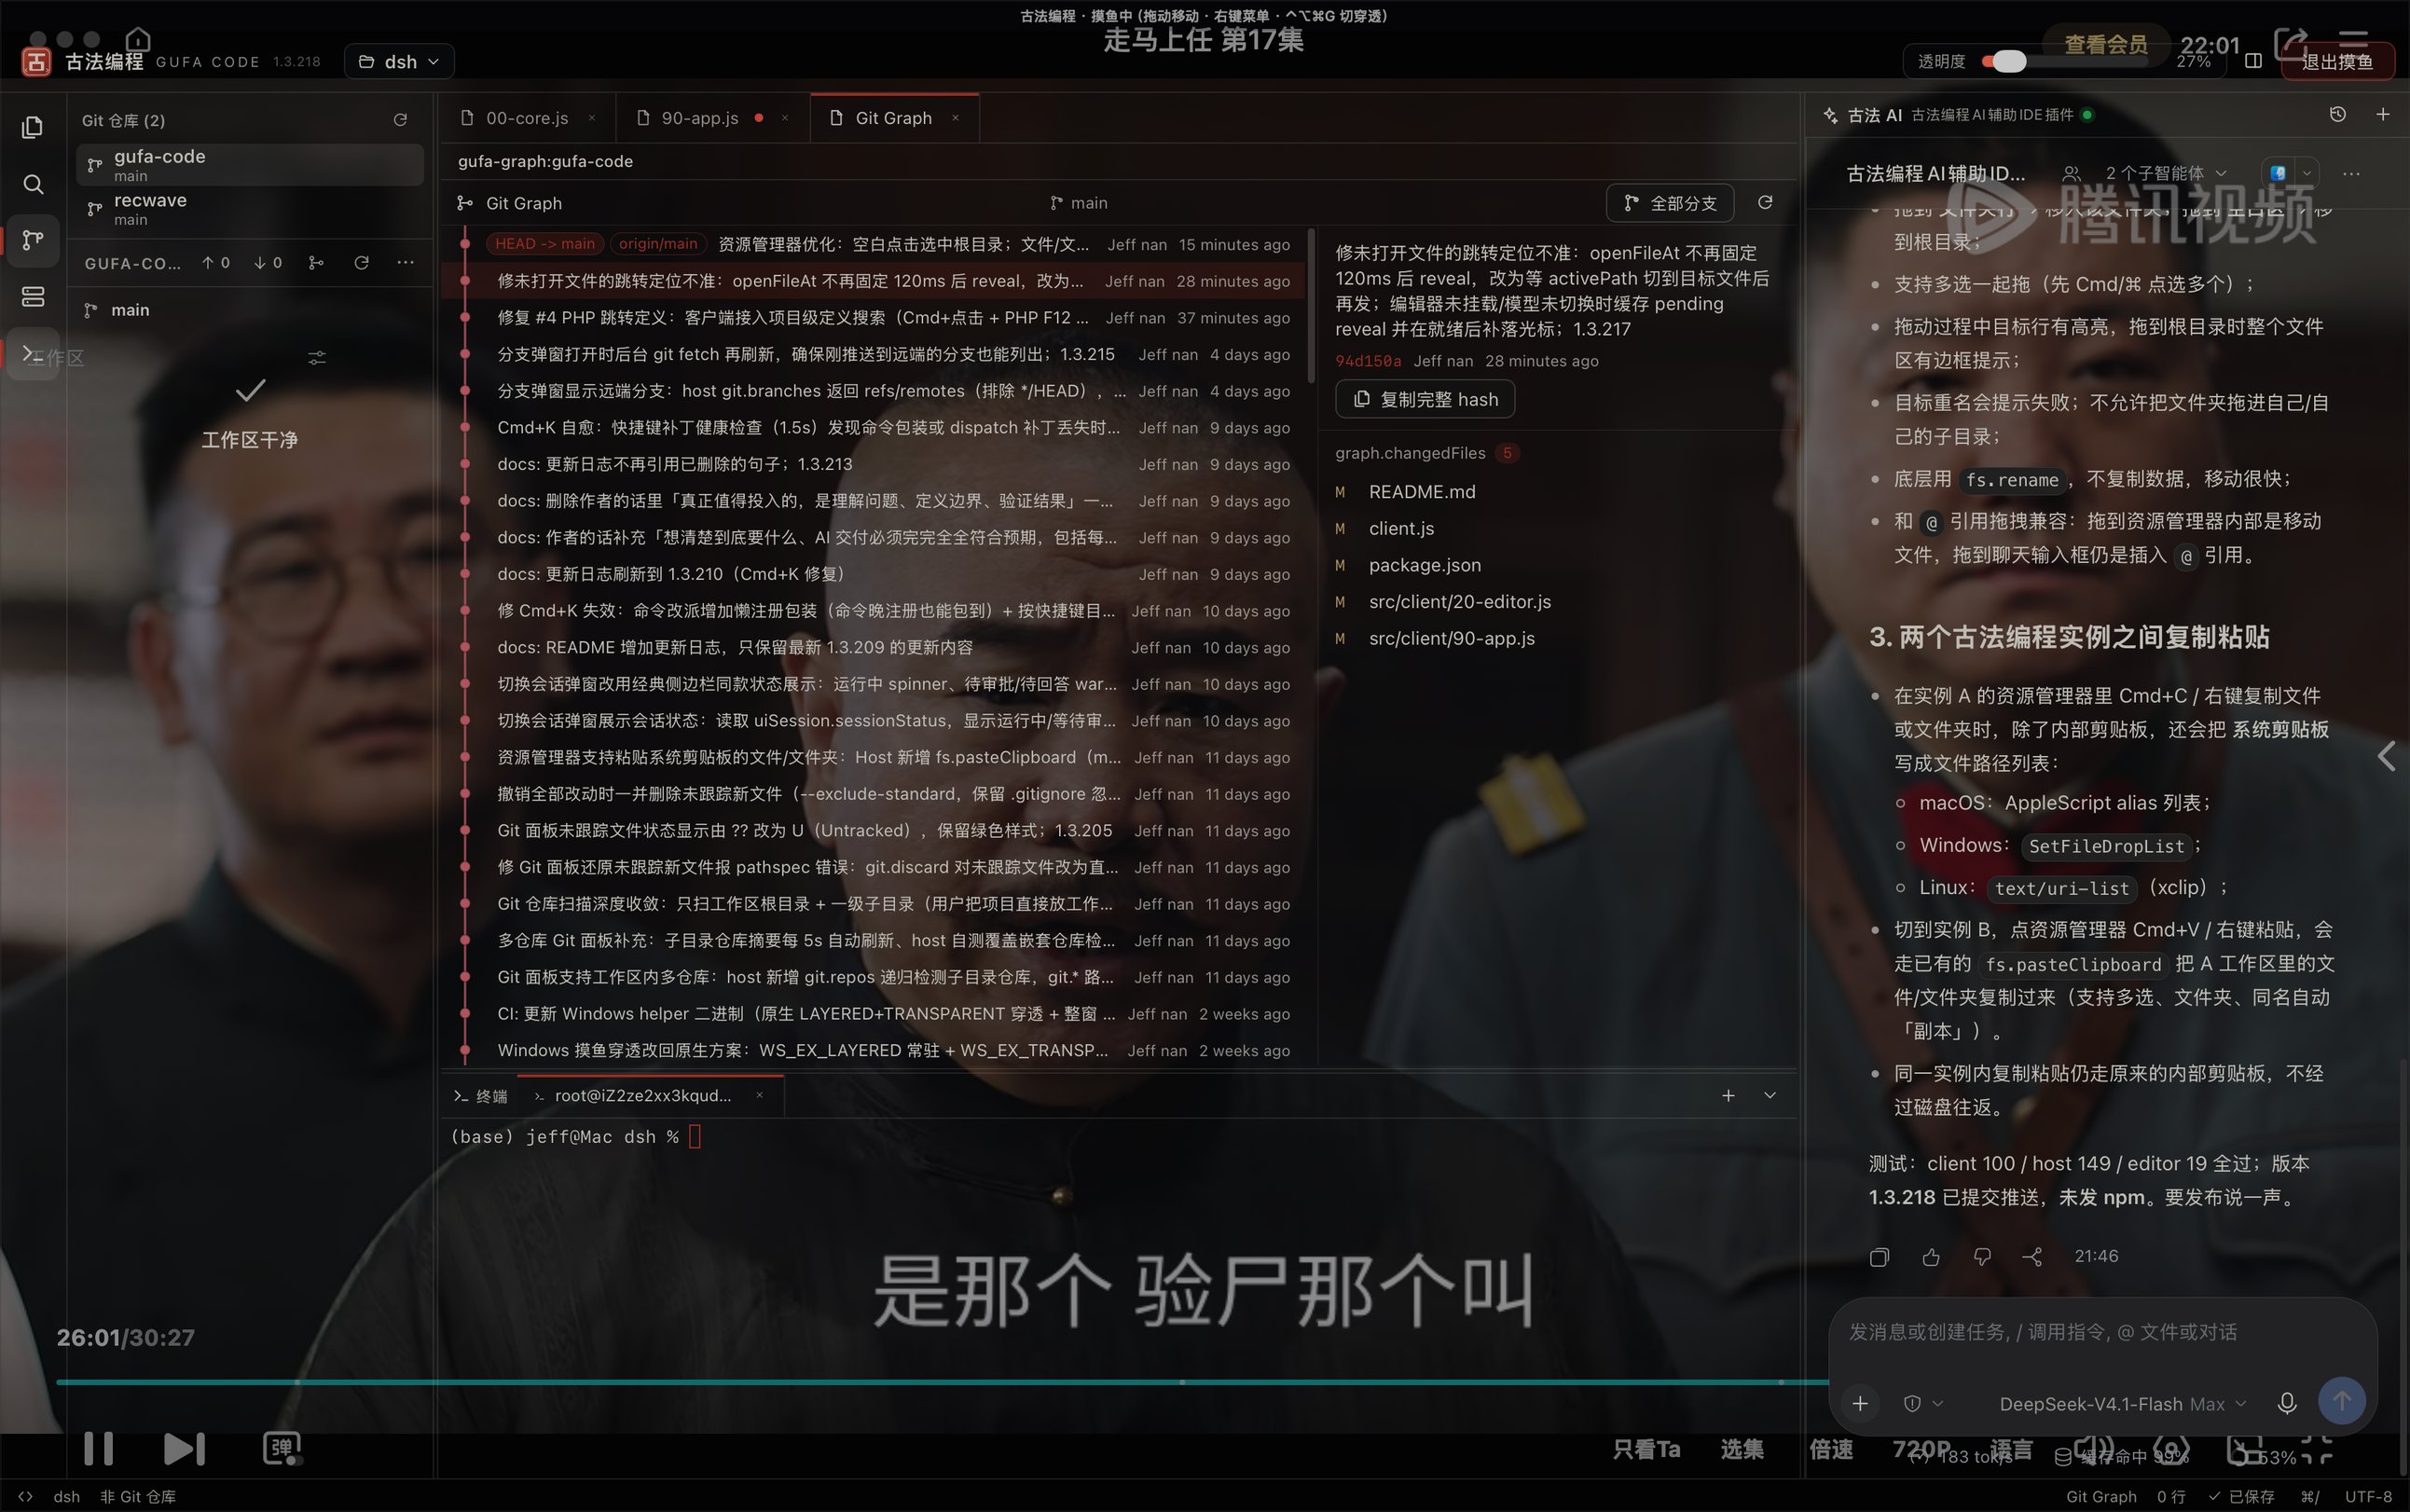 古法编程 · 摸鱼中 (拖动移动 · 右键菜单 · ^⌥⌘G 切穿透)
走马上任 第17集
古 古法编程 GUFA CODE 1.3.218 dsh
查看会员 22:01
透明度 27% 退出摸鱼
Git 仓库 (2)
gufa-code
main
recwave
main
GUFA-CO... ↑ 0 ↓ 0 ···
main
工作区
工作区干净
00-core.js ×
90-app.js ● ×
Git Graph ×
gufa-graph:gufa-code
Git Graph main 全部分支
HEAD -> main origin/main 资源管理器优化：空白点击选中根目录；文件/文... Jeff nan 15 minutes ago
修未打开文件的跳转定位不准：openFileAt 不再固定 120ms 后 reveal，改为... Jeff nan 28 minutes ago
修复 #4 PHP 跳转定义：客户端接入项目级定义搜索（Cmd+点击 + PHP F12 ... Jeff nan 37 minutes ago
分支弹窗打开时后台 git fetch 再刷新，确保刚推送到远端的分支也能列出；1.3.215 Jeff nan 4 days ago
分支弹窗显示远端分支：host git.branches 返回 refs/remotes（排除 */HEAD）, ... Jeff nan 4 days ago
Cmd+K 自愈：快捷键补丁健康检查（1.5s）发现命令包装或 dispatch 补丁丢失时... Jeff nan 9 days ago
docs: 更新日志不再引用已删除的句子；1.3.213 Jeff nan 9 days ago
docs: 删除作者的话里「真正值得投入的，是理解问题、定义边界、验证结果」一... Jeff nan 9 days ago
docs: 作者的话补充「想清楚到底要什么、AI 交付必须完完全全符合预期，包括每... Jeff nan 9 days ago
docs: 更新日志刷新到 1.3.210（Cmd+K 修复） Jeff nan 9 days ago
修 Cmd+K 失效：命令改派增加懒注册包装（命令晚注册也能包到）+ 按快捷键目... Jeff nan 10 days ago
docs: README 增加更新日志，只保留最新 1.3.209 的更新内容 Jeff nan 10 days ago
切换会话弹窗改用经典侧边栏同款状态展示：运行中 spinner、待审批/待回答 war... Jeff nan 10 days ago
切换会话弹窗展示会话状态：读取 uiSession.sessionStatus，显示运行中/等待审... Jeff nan 10 days ago
资源管理器支持粘贴系统剪贴板的文件/文件夹：Host 新增 fs.pasteClipboard（m... Jeff nan 11 days ago
撤销全部改动时一并删除未跟踪新文件（--exclude-standard，保留 .gitignore 忽... Jeff nan 11 days ago
Git 面板未跟踪文件状态显示由 ?? 改为 U（Untracked），保留绿色样式；1.3.205 Jeff nan 11 days ago
修 Git 面板还原未跟踪新文件报 pathspec 错误：git.discard 对未跟踪文件改为直... Jeff nan 11 days ago
Git 仓库扫描深度收敛：只扫工作区根目录 + 一级子目录（用户把项目直接放工作... Jeff nan 11 days ago
多仓库 Git 面板补充：子目录仓库摘要每 5s 自动刷新、host 自测覆盖嵌套仓库检... Jeff nan 11 days ago
Git 面板支持工作区内多仓库：host 新增 git.repos 递归检测子目录仓库，git.* 路... Jeff nan 11 days ago
CI: 更新 Windows helper 二进制（原生 LAYERED+TRANSPARENT 穿透 + 整窗 ... Jeff nan 2 weeks ago
Windows 摸鱼穿透改回原生方案：WS_EX_LAYERED 常驻 + WS_EX_TRANSP... Jeff nan 2 weeks ago
修未打开文件的跳转定位不准：openFileAt 不再固定
120ms 后 reveal，改为等 activePath 切到目标文件后
再发；编辑器未挂载/模型未切换时缓存 pending
reveal 并在就绪后补落光标；1.3.217
94d150a Jeff nan 28 minutes ago
复制完整 hash
graph.changedFiles 5
M README.md
M client.js
M package.json
M src/client/20-editor.js
M src/client/90-app.js
终端 root@iZ2ze2xx3kqud... ×
(base) jeff@Mac dsh %
古法 AI 古法编程AI辅助IDE插件
古法编程AI辅助ID... 2 个子智能体 ···
腾讯视频
到根目录；
支持多选一起拖（先 Cmd/⌘ 点选多个）；
拖动过程中目标行有高亮，拖到根目录时整个文件
区有边框提示；
目标重名会提示失败；不允许把文件夹拖进自己/自
己的子目录；
底层用 fs.rename，不复制数据，移动很快；
和 @ 引用拖拽兼容：拖到资源管理器内部是移动
文件，拖到聊天输入框仍是插入 @ 引用。
3. 两个古法编程实例之间复制粘贴
在实例 A 的资源管理器里 Cmd+C / 右键复制文件
或文件夹时，除了内部剪贴板，还会把 系统剪贴板
写成文件路径列表：
macOS：AppleScript alias 列表；
Windows：SetFileDropList；
Linux：text/uri-list（xclip）；
切到实例 B，点资源管理器 Cmd+V / 右键粘贴，会
走已有的 fs.pasteClipboard 把 A 工作区里的文
件/文件夹复制过来（支持多选、文件夹、同名自动
「副本」）。
同一实例内复制粘贴仍走原来的内部剪贴板，不经
过磁盘往返。
测试：client 100 / host 149 / editor 19 全过；版本
1.3.218 已提交推送，未发 npm。要发布说一声。
21:46
是那个 验尸那个叫
26:01/30:27
发消息或创建任务, / 调用指令, @ 文件或对话
DeepSeek-V4.1-Flash Max
弹
只看Ta 选集 倍速 720P 语言
183 tok/s 缓存命中 99% 53%
dsh 非 Git 仓库
Git Graph 0 行 已保存 ⌘/ UTF-8